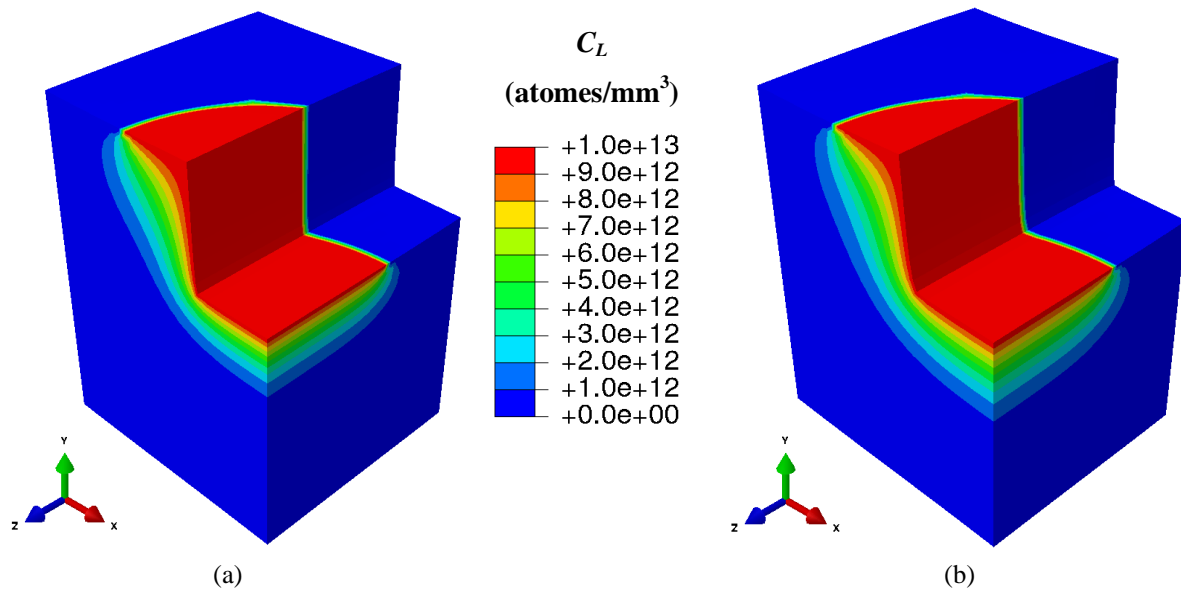 C_L
(atomes/mm³)
+1.0e+13
+9.0e+12
+8.0e+12
+7.0e+12
+6.0e+12
+5.0e+12
+4.0e+12
+3.0e+12
+2.0e+12
+1.0e+12
+0.0e+00
Y
Z X
Y
Z X
(a) (b)